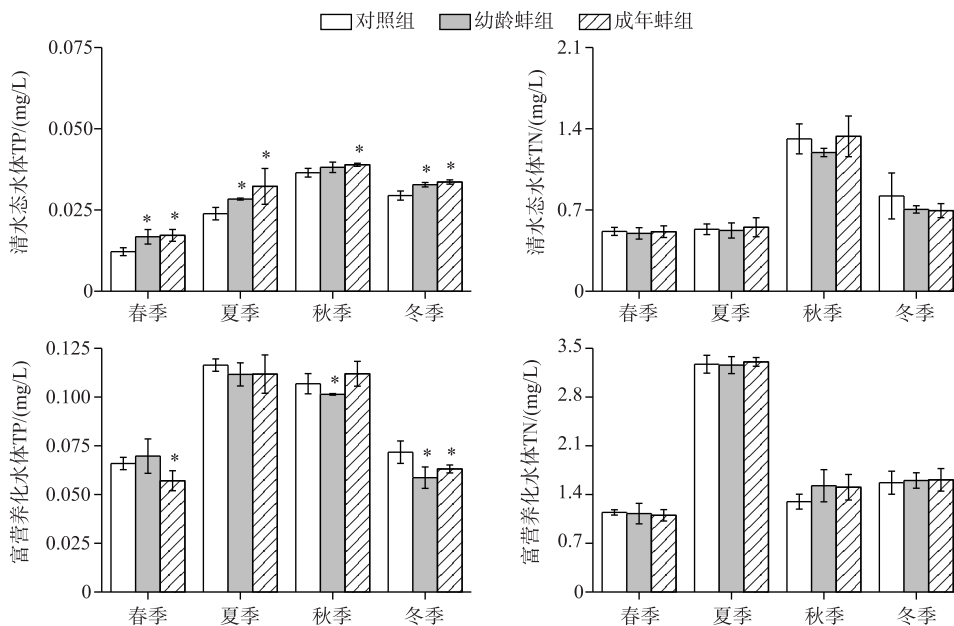 对照组 幼龄蚌组 成年蚌组
清水态水体TP/(mg/L)
0.075
0.050
0.025
0
* * * * * * *
春季 夏季 秋季 冬季
清水态水体TN/(mg/L)
2.1
1.4
0.7
0
春季 夏季 秋季 冬季
富营养化水体TP/(mg/L)
0.125
0.100
0.075
0.050
0.025
0
* * * *
春季 夏季 秋季 冬季
富营养化水体TN/(mg/L)
3.5
2.8
2.1
1.4
0.7
0
春季 夏季 秋季 冬季